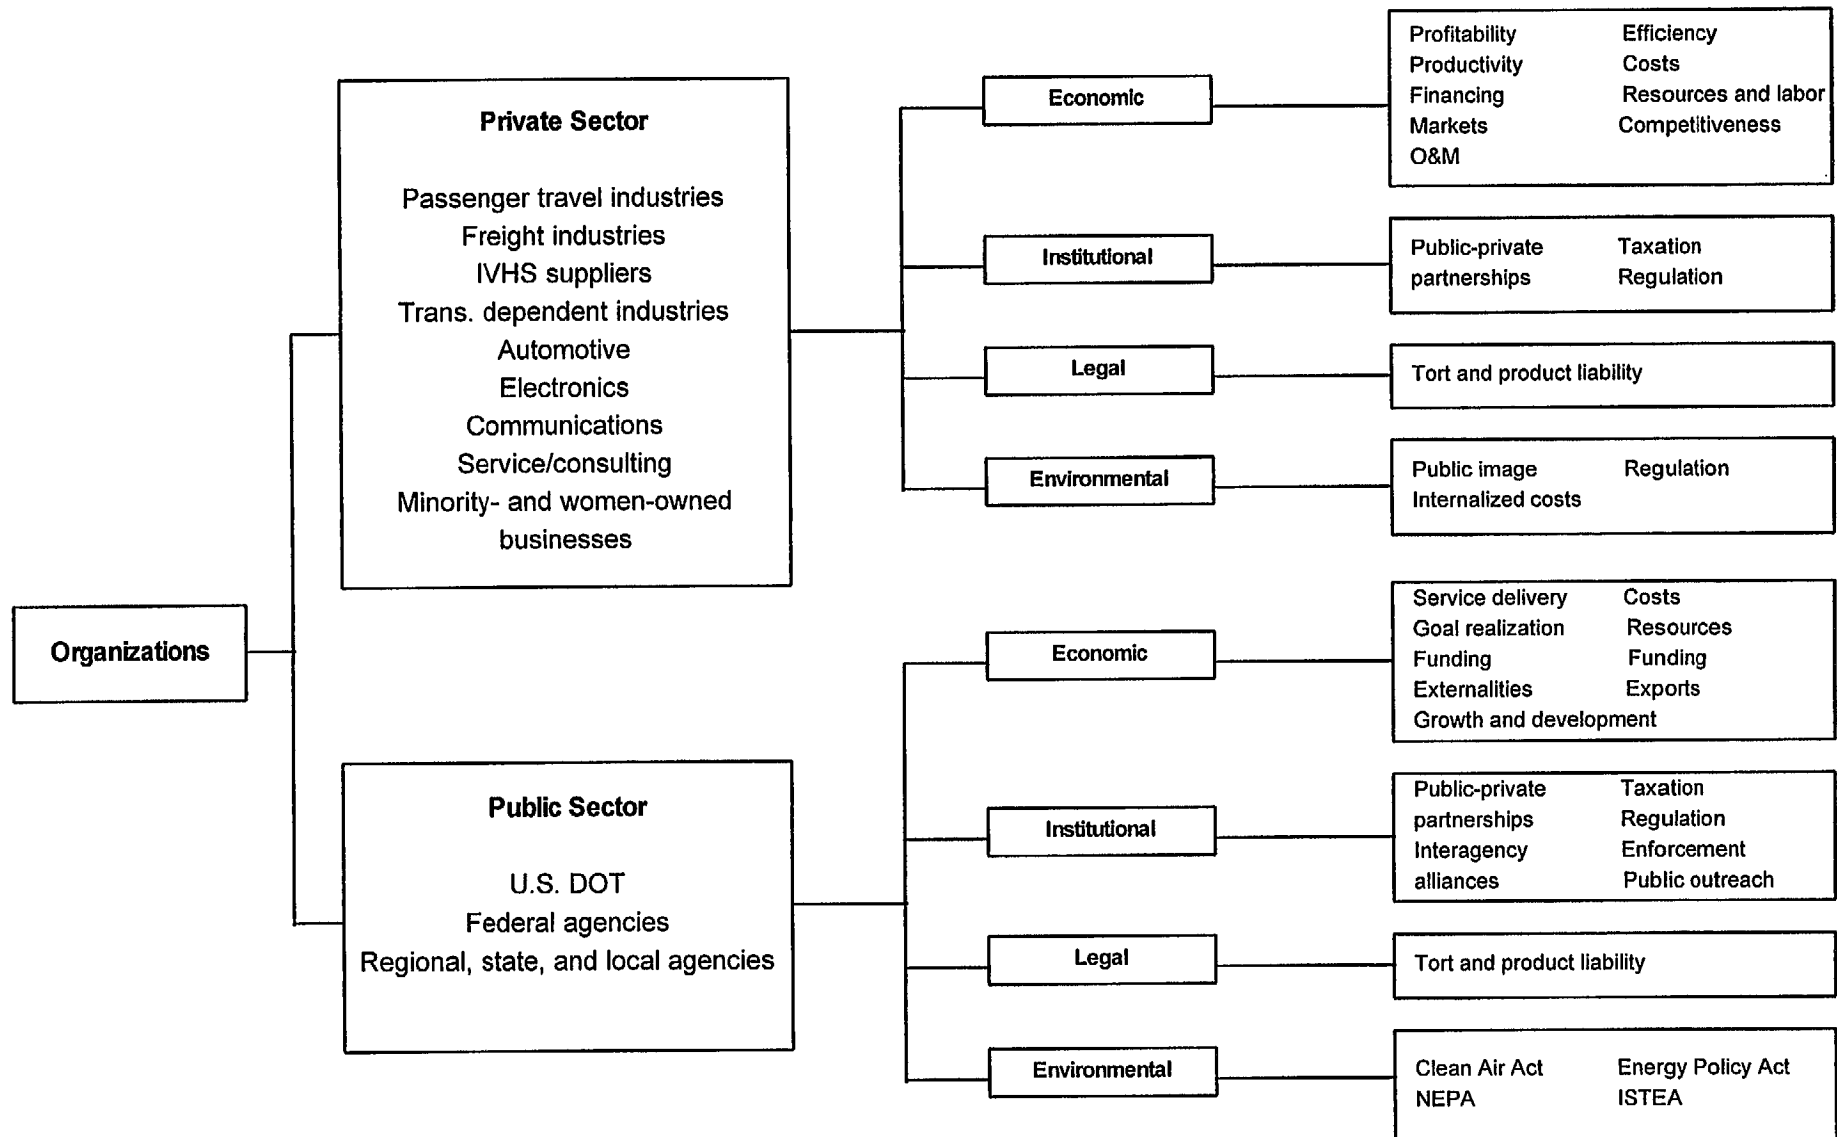 Organizations
Private Sector
Passenger travel industries
Freight industries
IVHS suppliers
Trans. dependent industries
Automotive
Electronics
Communications
Service/consulting
Minority- and women-owned
businesses
Economic
Profitability Efficiency
Productivity Costs
Financing Resources and labor
Markets Competitiveness
O&M
Institutional
Public-private Taxation
partnerships Regulation
Legal
Tort and product liability
Environmental
Public image Regulation
Internalized costs
Public Sector
U.S. DOT
Federal agencies
Regional, state, and local agencies
Economic
Service delivery Costs
Goal realization Resources
Funding Funding
Externalities Exports
Growth and development
Institutional
Public-private Taxation
partnerships Regulation
Interagency Enforcement
alliances Public outreach
Legal
Tort and product liability
Environmental
Clean Air Act Energy Policy Act
NEPA ISTEA